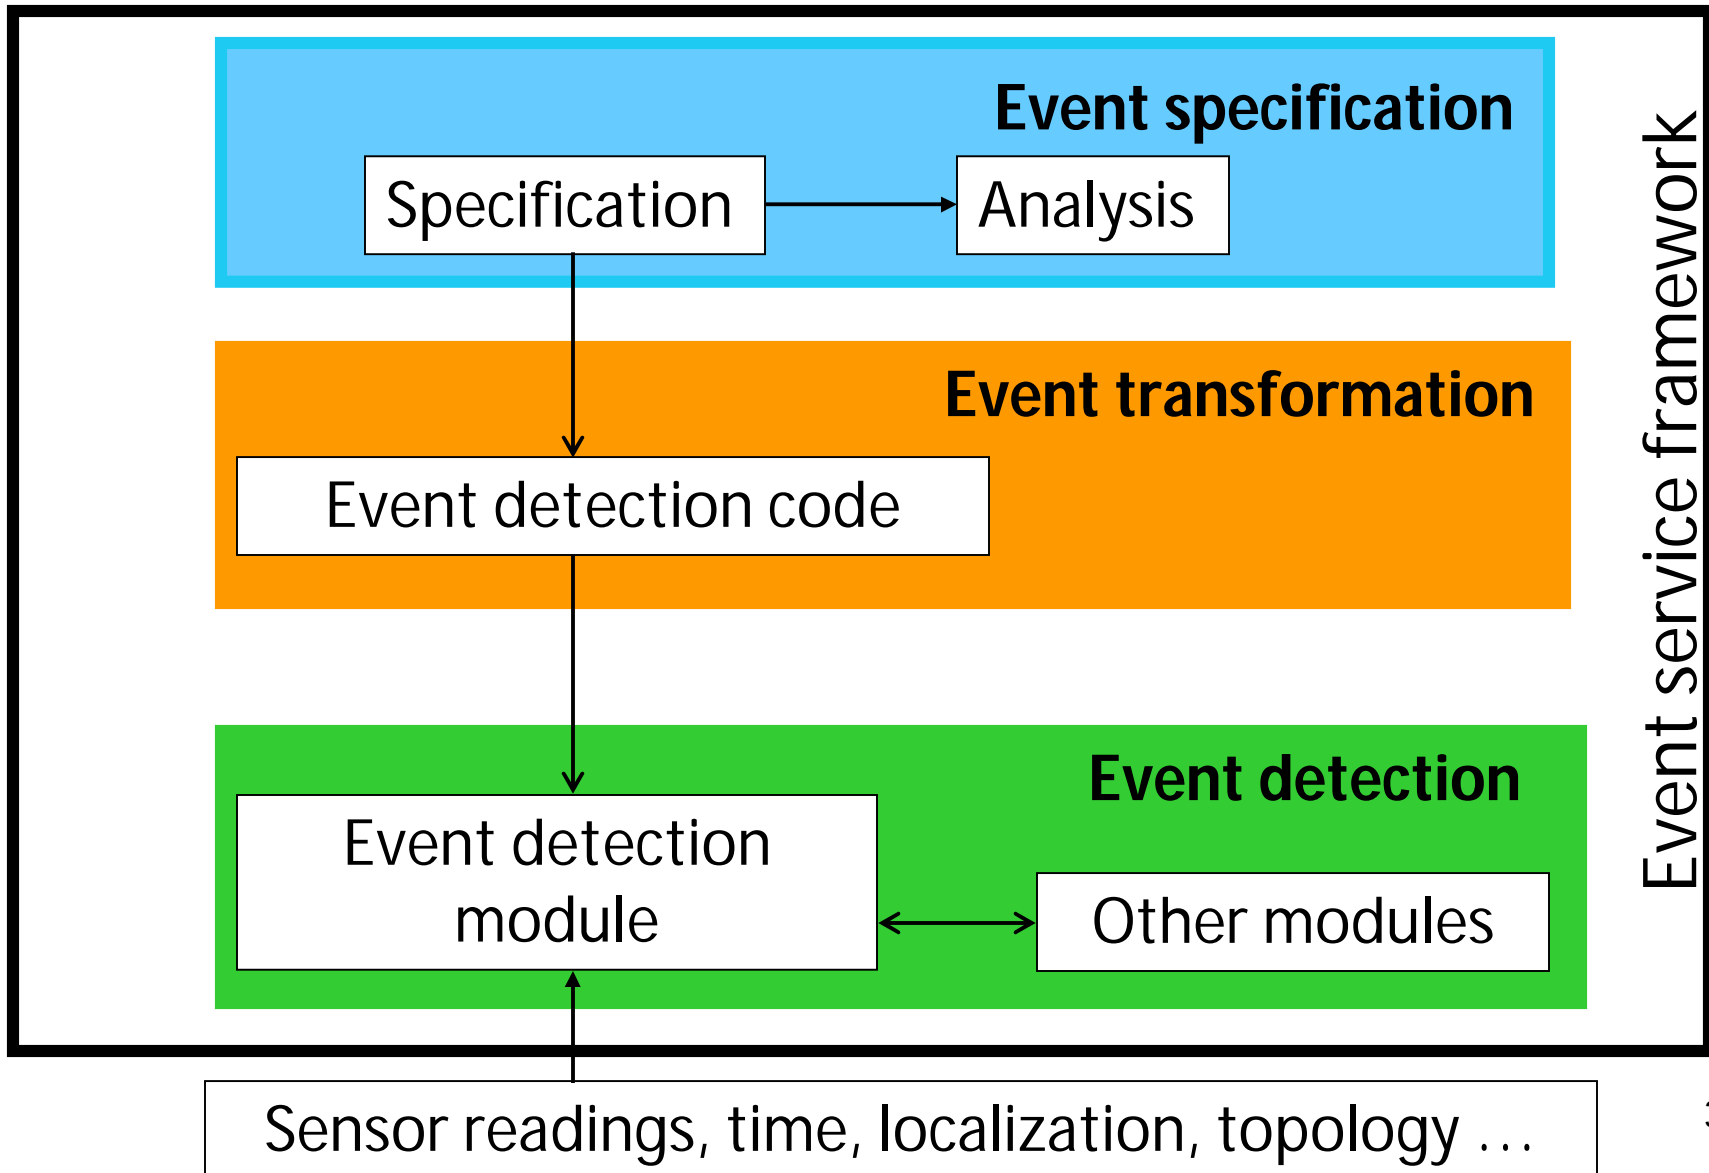 Event specification
Specification
Analysis
Event transformation
Event detection code
Event detection
Event detection
module
Other modules
Event service framework
Sensor readings, time, localization, topology ...